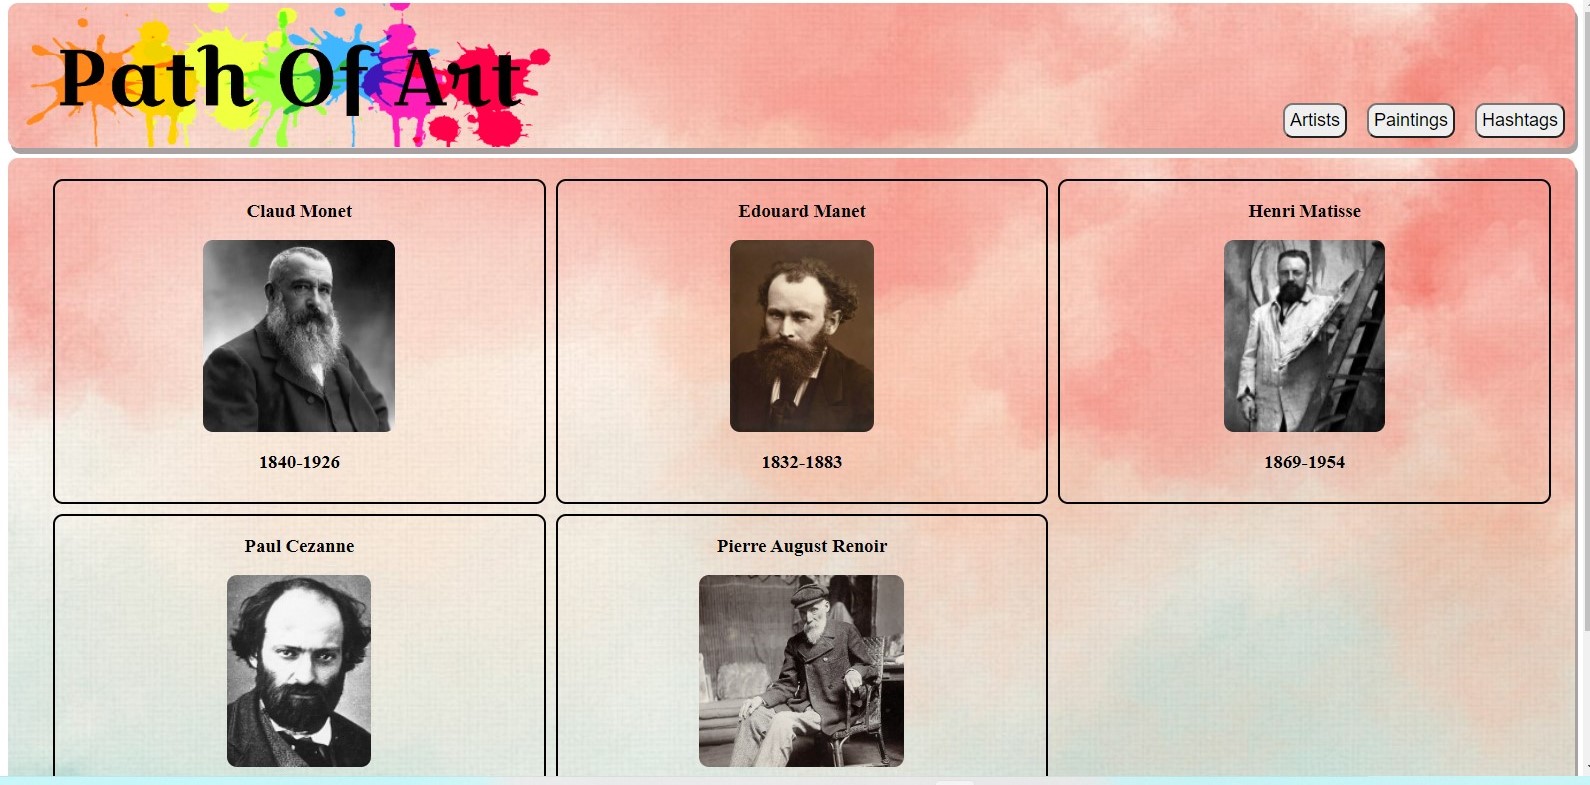 Path Of Art
Artists Paintings Hashtags
Claud Monet
Edouard Manet
Henri Matisse
1840-1926
1832-1883
1869-1954
Paul Cezanne
Pierre August Renoir